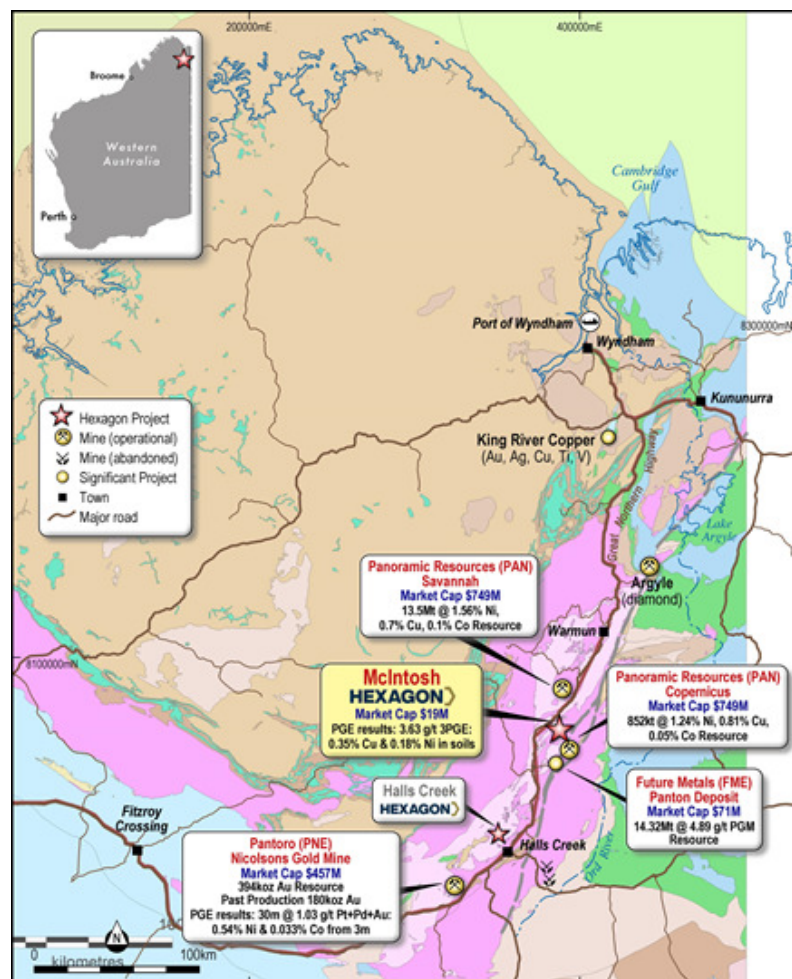 200000mE
400000mE
Broome
Western
Australia
Perth
Cambridge
Gulf
8300000mN
Port of Wyndham
Wyndham
Kununurra
Hexagon Project
Mine (operational)
Mine (abandoned)
Significant Project
Town
Major road
King River Copper
(Au, Ag, Cu, Ti, V)
Great Northern Highway
Lake
Argyle
Argyle
(diamond)
Panoramic Resources (PAN)
Savannah
Market Cap $749M
13.5Mt @ 1.56% Ni,
0.7% Cu, 0.1% Co Resource
Warmun
8100000mN
McIntosh
HEXAGON
Market Cap $19M
PGE results: 3.63 g/t 3PGE:
0.35% Cu & 0.18% Ni in soils
Panoramic Resources (PAN)
Copernicus
Market Cap $749M
852kt @ 1.24% Ni, 0.81% Cu,
0.05% Co Resource
Halls Creek
HEXAGON
Future Metals (FME)
Panton Deposit
Market Cap $71M
14.32Mt @ 4.89 g/t PGM
Resource
Fitzroy
Crossing
Halls Creek
Ord River
Pantoro (PNE)
Nicolsons Gold Mine
Market Cap $457M
394koz Au Resource
Past Production 180koz Au
PGE results: 30m @ 1.03 g/t Pt+Pd+Au:
0.54% Ni & 0.033% Co from 3m
N
0
100km
kilometres